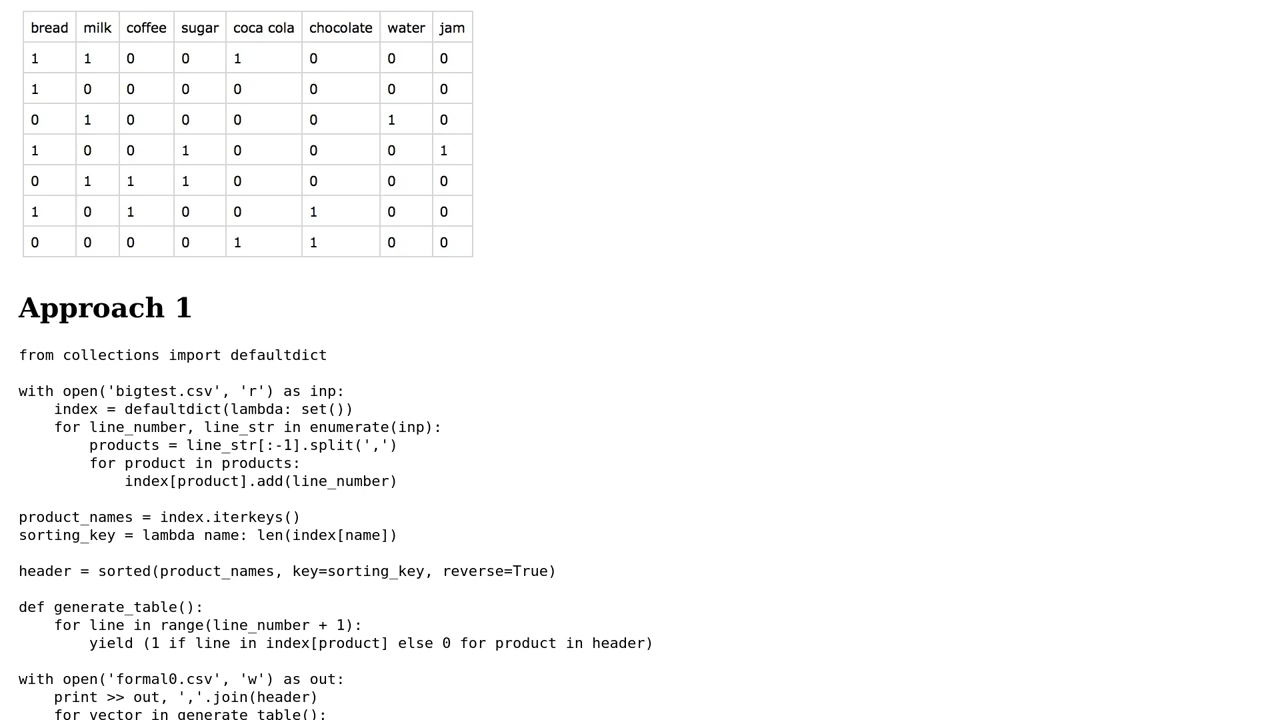 bread milk coffee sugar coca cola chocolate water jam
1 1 0 0 1 0 0 0
1 0 0 0 0 0 0 0
0 1 0 0 0 0 1 0
1 0 0 1 0 0 0 1
0 1 1 1 0 0 0 0
1 0 1 0 0 1 0 0
0 0 0 0 1 1 0 0
Approach 1
from collections import defaultdict
with open('bigtest.csv', 'r') as inp:
    index = defaultdict(lambda: set())
    for line_number, line_str in enumerate(inp):
        products = line_str[:-1].split(',')
        for product in products:
            index[product].add(line_number)
product_names = index.iterkeys()
sorting_key = lambda name: len(index[name])
header = sorted(product_names, key=sorting_key, reverse=True)
def generate_table():
    for line in range(line_number + 1):
        yield (1 if line in index[product] else 0 for product in header)
with open('formal0.csv', 'w') as out:
    print >> out, ','.join(header)
    for vector in generate_table():